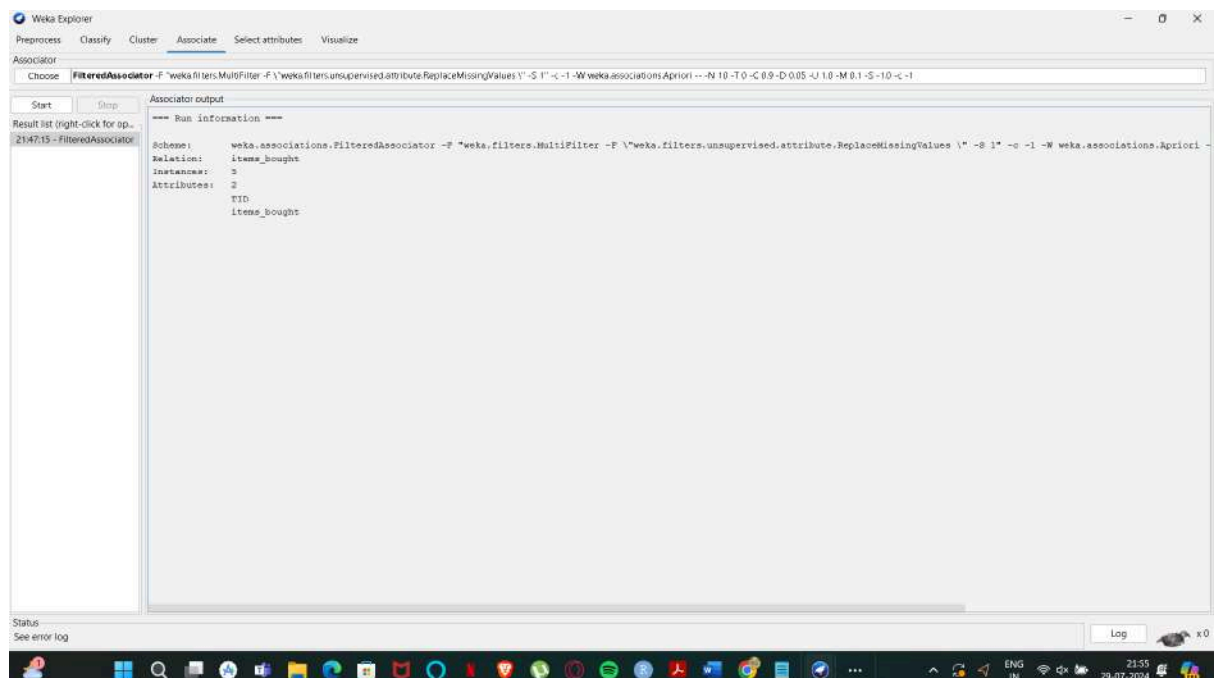 Weka Explorer
Preprocess Classify Cluster Associate Select attributes Visualize
Associator
Choose FilteredAssociator -F "weka.filters.MultiFilter -F \"weka.filters.unsupervised.attribute.ReplaceMissingValues \" -S 1" -c -1 -W weka.associations.Apriori -- -N 10 -T 0 -C 0.9 -D 0.05 -U 1.0 -M 0.1 -S -1.0 -c -1
Start Stop
Associator output
Result list (right-click for op...
21:47:15 - FilteredAssociator
=== Run information ===
Scheme: weka.associations.FilteredAssociator -F "weka.filters.MultiFilter -F \"weka.filters.unsupervised.attribute.ReplaceMissingValues \" -S 1" -c -1 -W weka.associations.Apriori -
Relation: items_bought
Instances: 5
Attributes: 2
TID
items_bought
Status
See error log
Log x 0
ENG
IN
21:55
29-07-2024